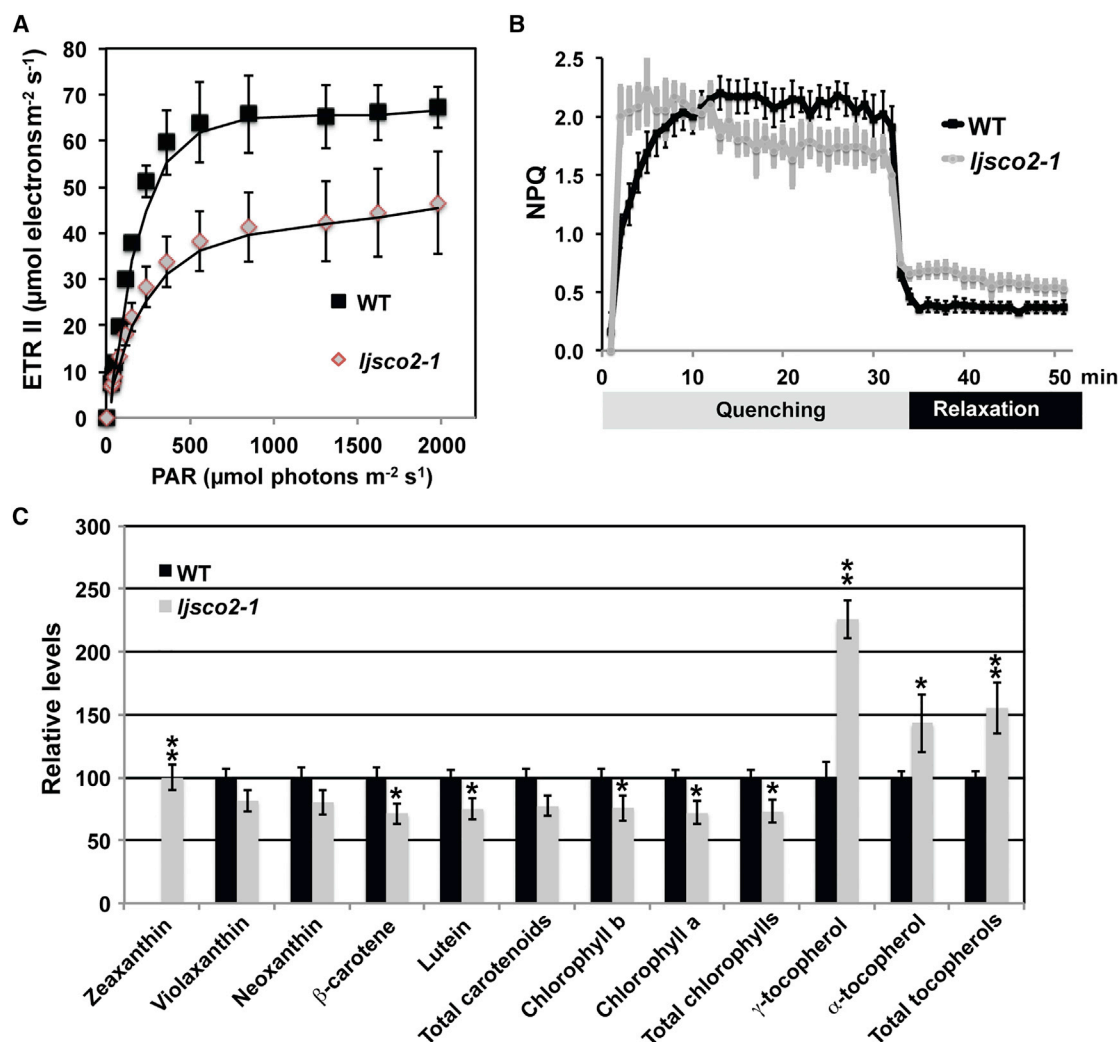 A
ETR II (µmol electronsm-2 s-1)
80
70
60
50
40
30
20
10
0
WT
ljsco2-1
0 500 1000 1500 2000
PAR (µmol photons m-2 s1)
B
NPQ
2.5
2.0
1.5
1.0
0.5
0.0
WT
ljsco2-1
0 10 20 30 40 50 min
Quenching Relaxation
C
Relative levels
300
250
200
150
100
50
0
WT
ljsco2-1
** * * * * * ** * **
Zeaxanthin
Violaxanthin
Neoxanthin
β-carotene
Lutein
Total carotenoids
Chlorophyll b
Chlorophyll a
Total chlorophylls
γ-tocopherol
α-tocopherol
Total tocopherols